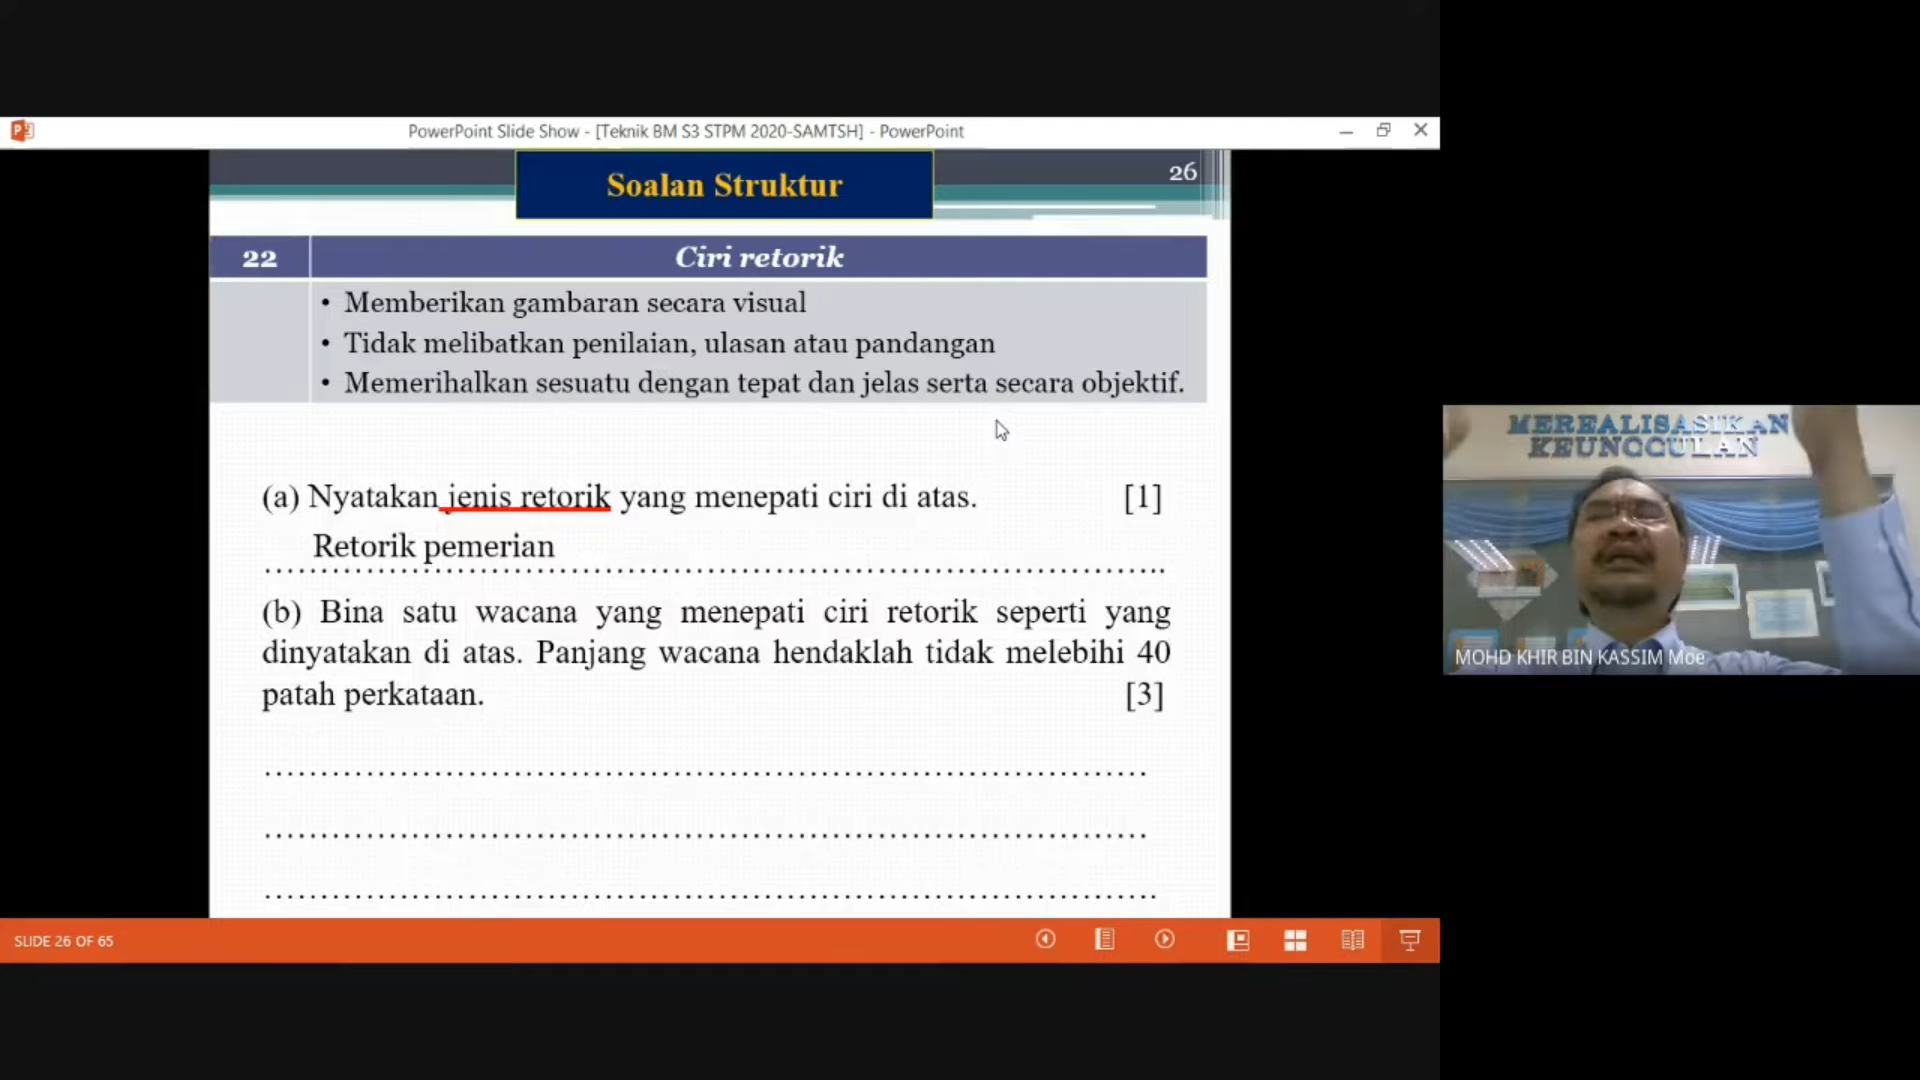 PowerPoint Slide Show - [Teknik BM S3 STPM 2020-SAMTSH] - PowerPoint
Soalan Struktur
26
22
Ciri retorik
• Memberikan gambaran secara visual
• Tidak melibatkan penilaian, ulasan atau pandangan
• Memerihalkan sesuatu dengan tepat dan jelas serta secara objektif.
(a) Nyatakan jenis retorik yang menepati ciri di atas. [1]
Retorik pemerian
(b) Bina satu wacana yang menepati ciri retorik seperti yang
dinyatakan di atas. Panjang wacana hendaklah tidak melebihi 40
patah perkataan. [3]
SLIDE 26 OF 65
MEREALISASIKAN
KEUNGGULAN
MOHD KHIR BIN KASSIM Moe